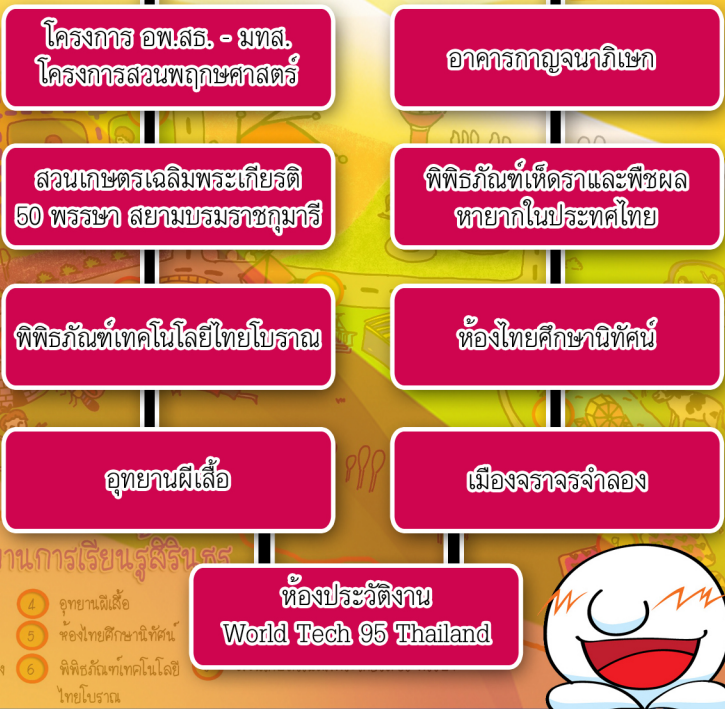 โครงการ อพ.สธ. - มทส.
โครงการสวนพฤกษศาสตร์
อาคารกาญจนาภิเษก
สวนเกษตรเฉลิมพระเกียรติ
50 พรรษา สยามบรมราชกุมารี
พิพิธภัณฑ์เห็ดราและพืชผล
หายากในประทศไทย
พิพิธภัณฑ์เทคโนโลยีไทยโบราณ
ห้องไทยศึกษานิทัศน์
อุทยานผีเสื้อ
เมืองจราจรจำลอง
ห้องประวัติงาน
World Tech 95 Thailand
านการเรียนรู้สิรินธร
4 อุทยานผีเสื้อ
5 ห้องไทยศึกษานิทัศน์
6 พิพิธภัณฑ์เทคโนโลยี
ไทยโบราณ